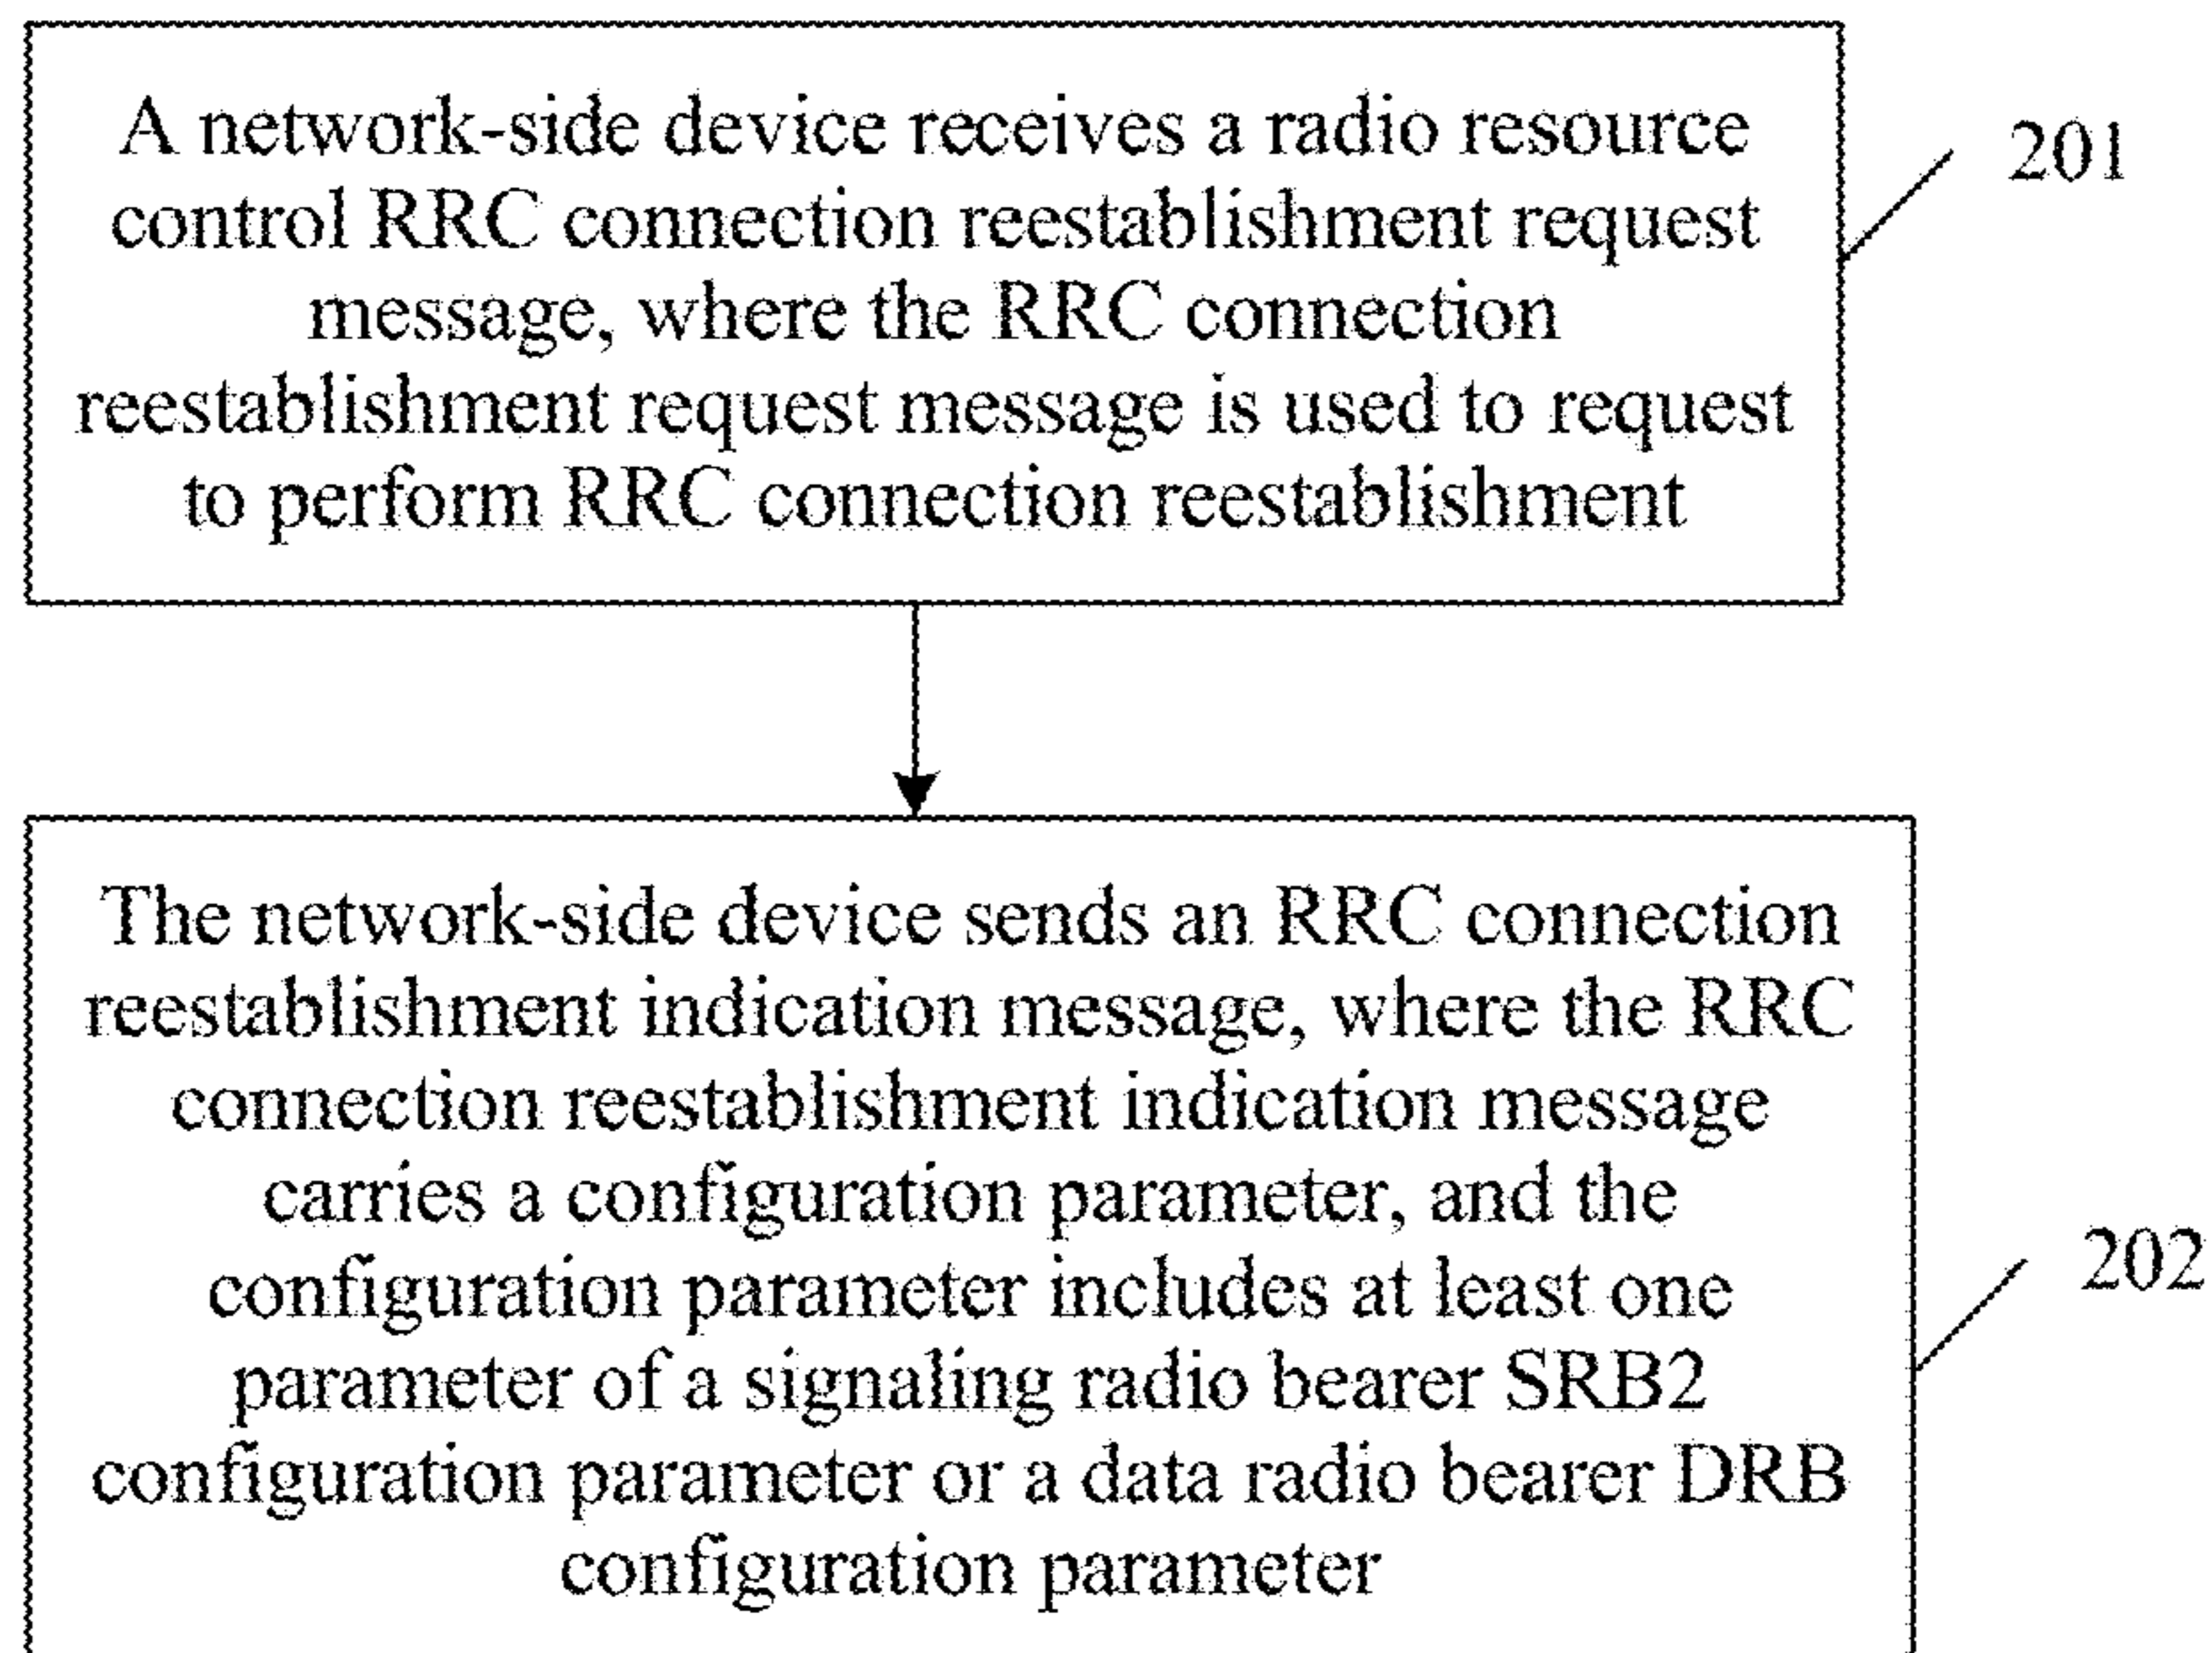 A network-side device receives a radio resource
control RRC connection reestablishment request
message, where the RRC connection
reestablishment request message is used to request
to perform RRC connection reestablishment
201
The network-side device sends an RRC connection
reestablishment indication message, where the RRC
connection reestablishment indication message
carries a configuration parameter, and the
configuration parameter includes at least one
parameter of a signaling radio bearer SRB2
configuration parameter or a data radio bearer DRB
configuration parameter
202